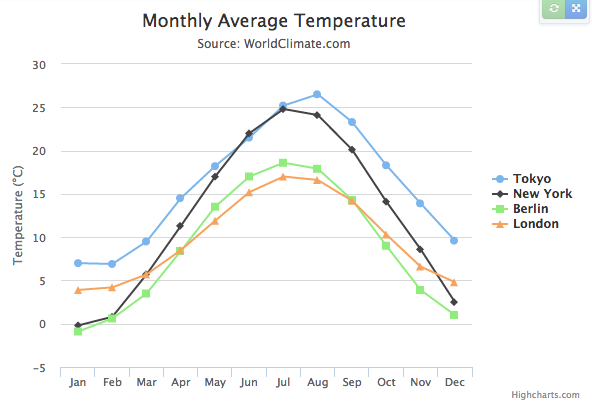 Monthly Average Temperature
Source: WorldClimate.com
Temperature (°C)
30
25
20
15
10
5
0
−5
Jan Feb Mar Apr May Jun Jul Aug Sep Oct Nov Dec
Tokyo
New York
Berlin
London
Highcharts.com